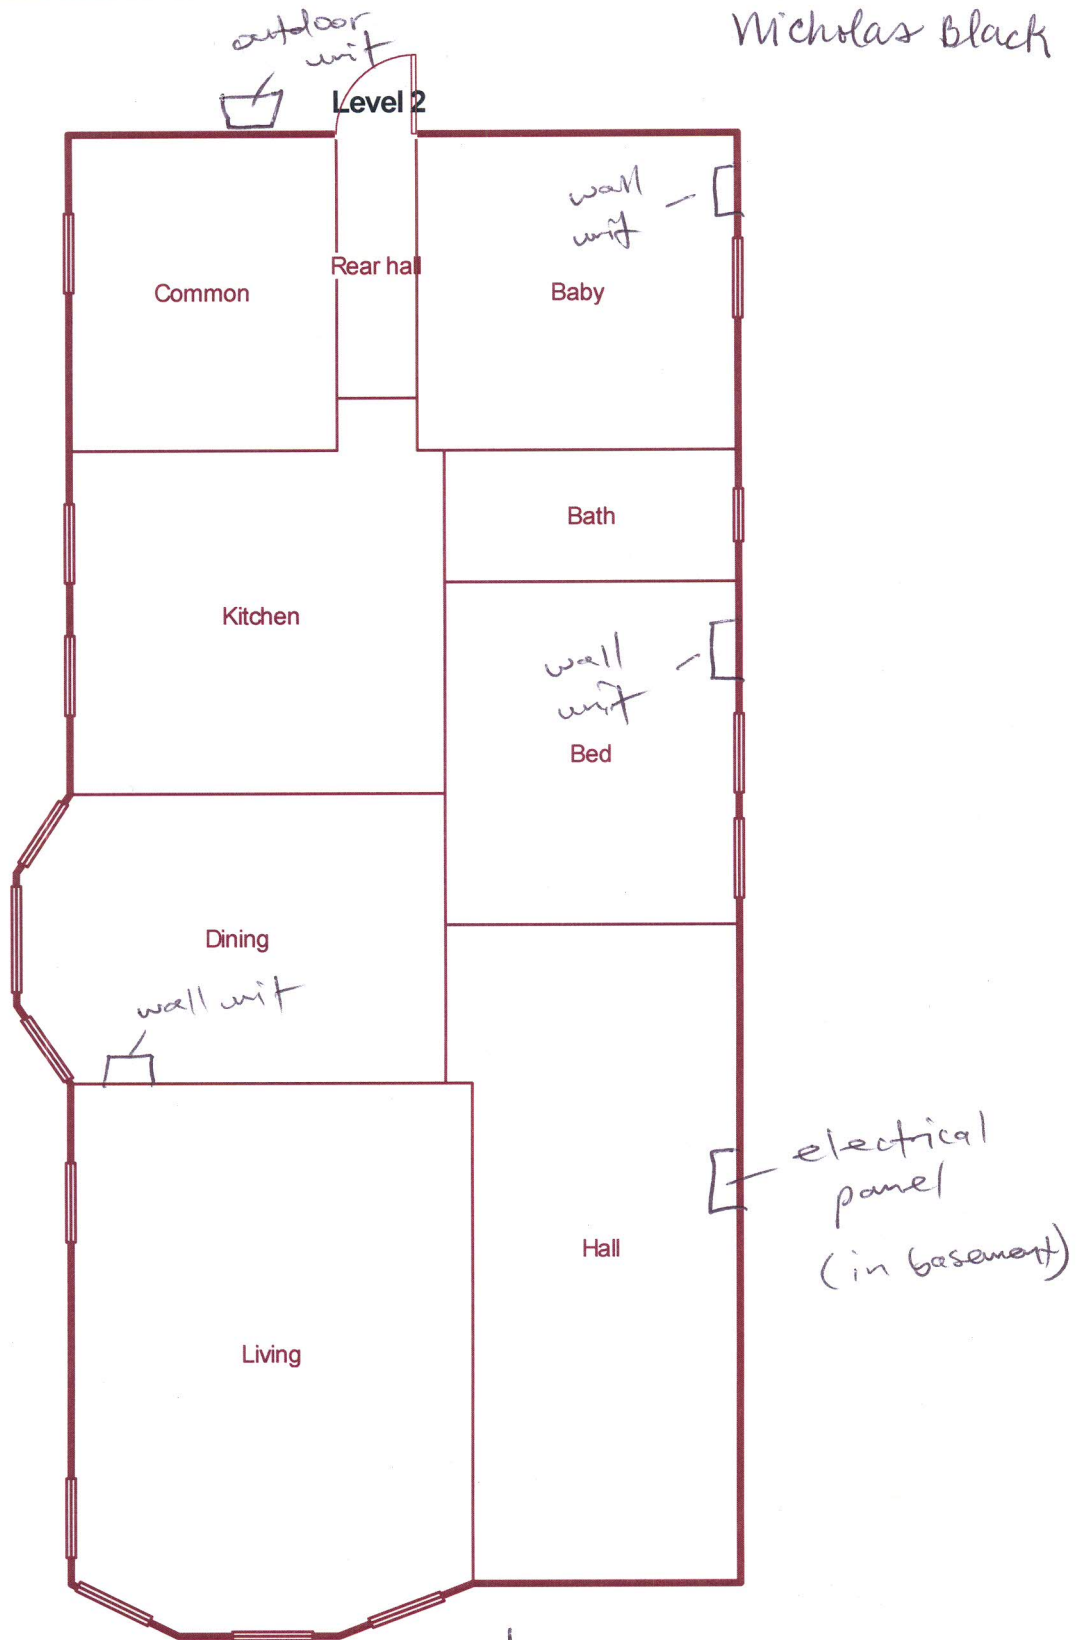 Nicholas Black
outdoor
unit
Level 2
wall
unit
Rear hall
Common
Baby
Bath
Kitchen
wall
unit
Bed
Dining
wall unit
electrical
panel
(in basement)
Hall
Living